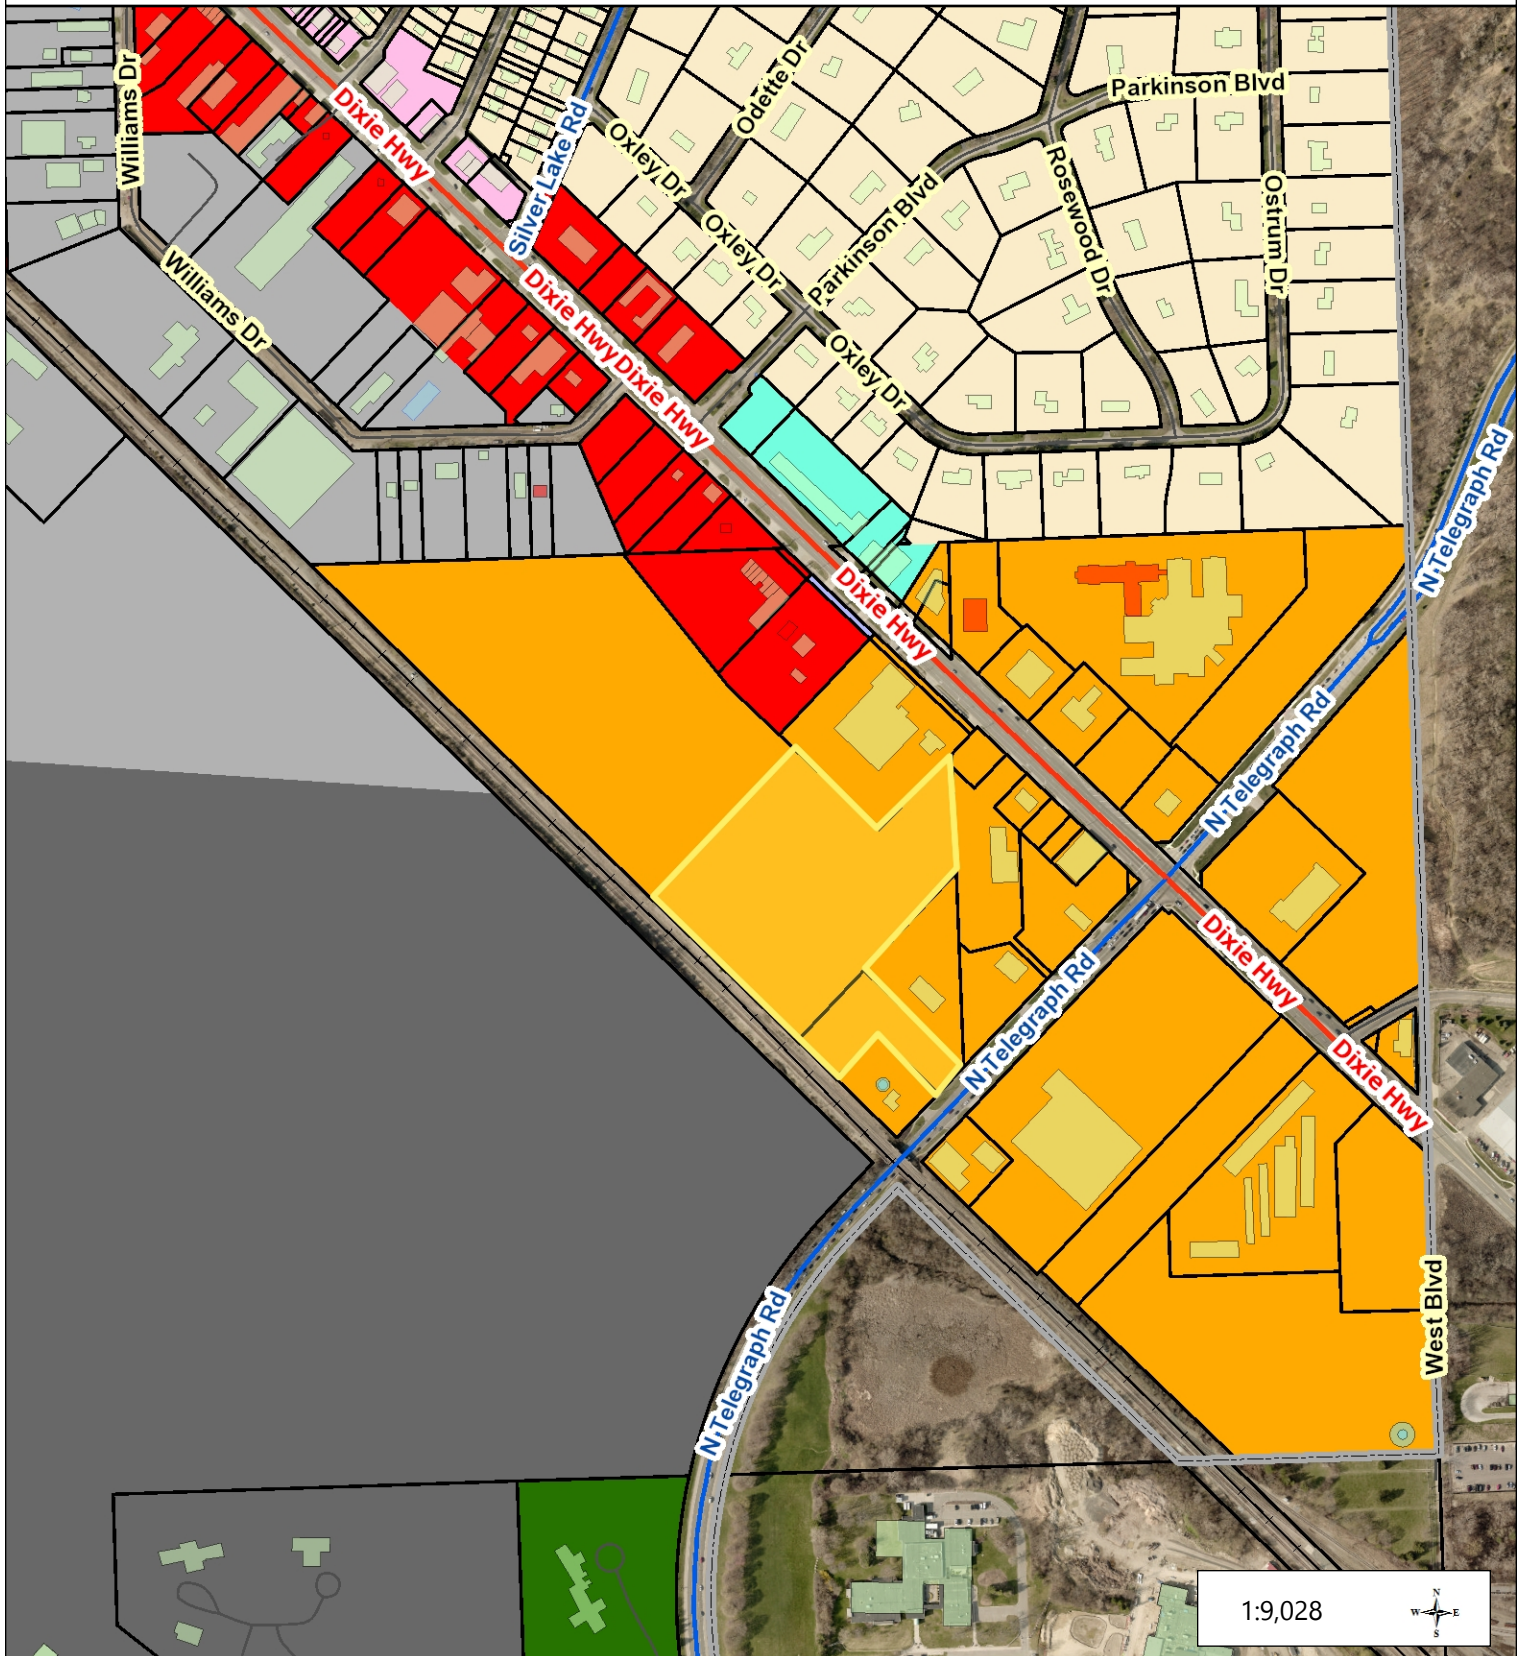 Williams Dr
Dixie Hwy
Silver Lake Rd
Oxley Dr
Odette Dr
Parkinson Blvd
Rosewood Dr
Ostrum Dr
Oxley Dr
Parkinson Blvd
Williams Dr
Dixie Hwy
Dixie Hwy
Oxley Dr
N Telegraph Rd
Dixie Hwy
N Telegraph Rd
Dixie Hwy
N Telegraph Rd
Dixie Hwy
West Blvd
N Telegraph Rd
1:9,028
N
W E
S